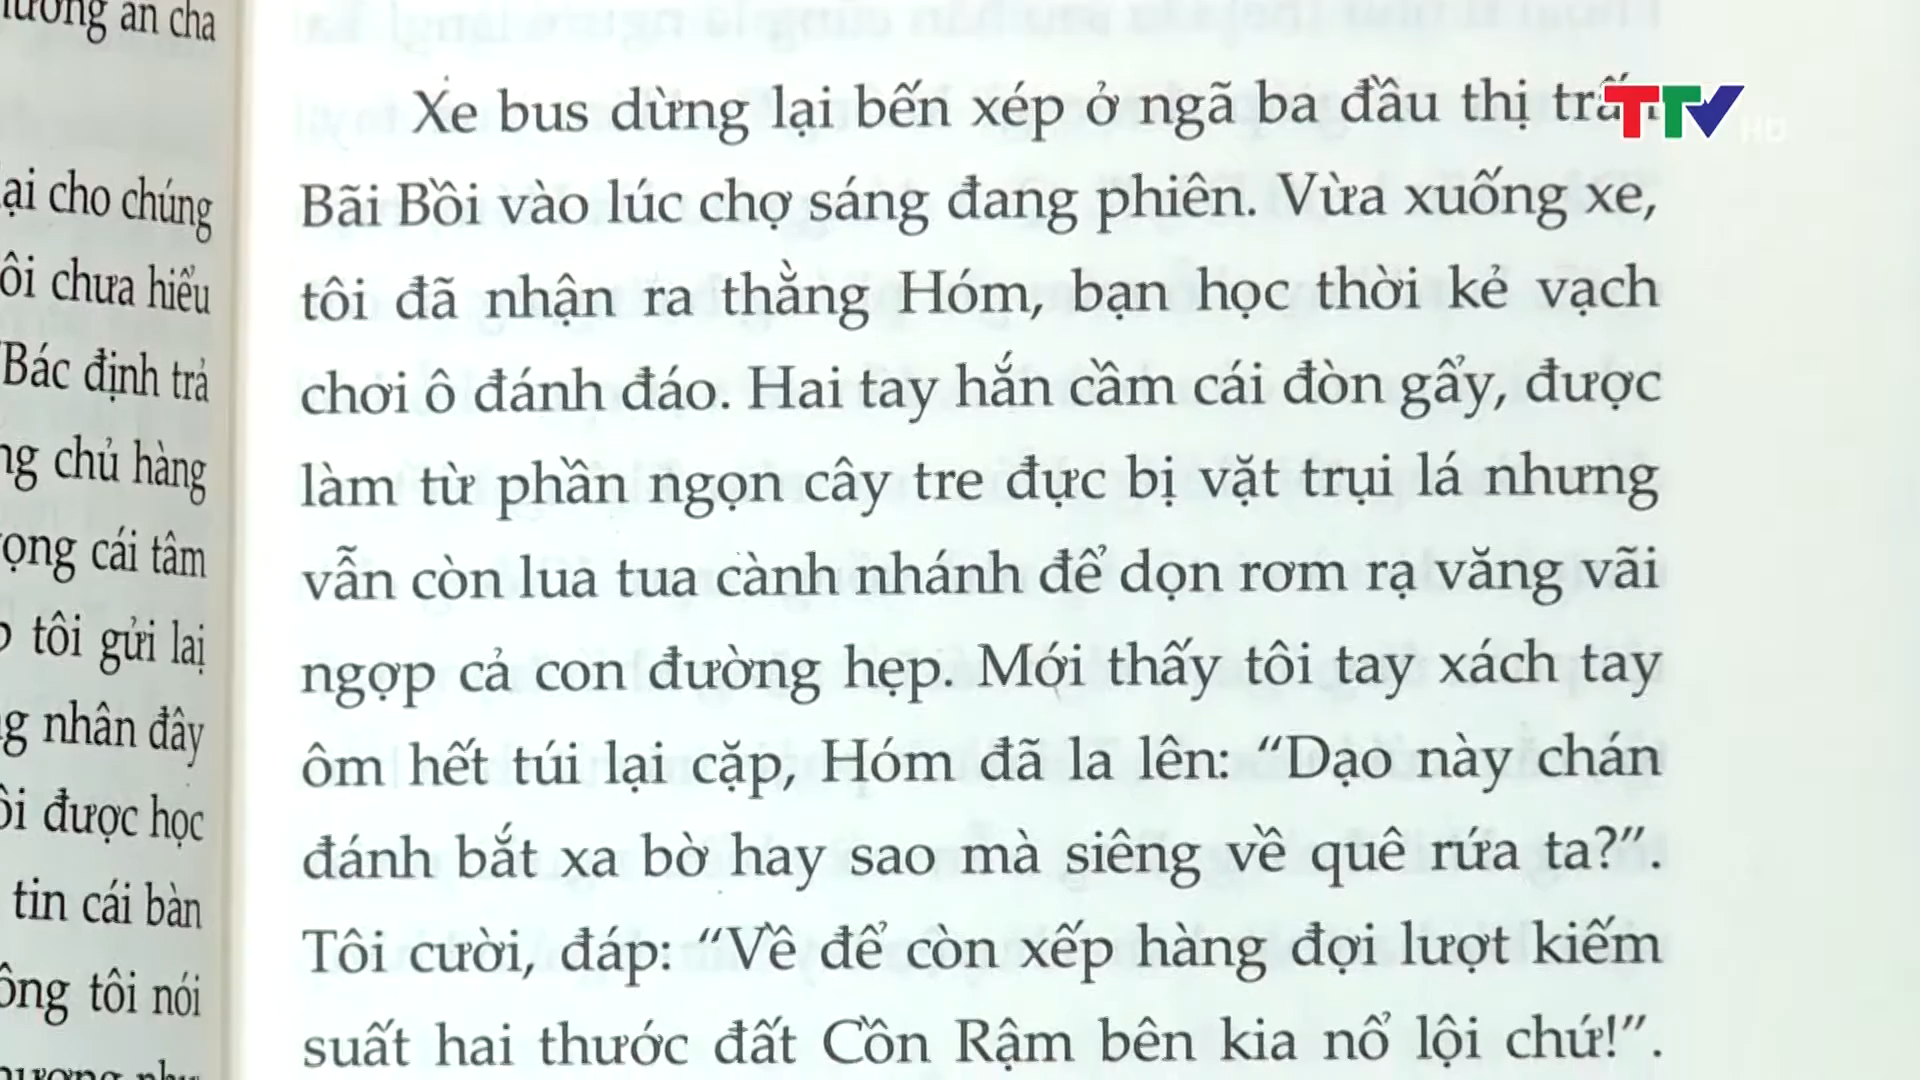 ương ăn cha
ại cho chúng
ôi chưa hiểu
Bác định trả
ng chủ hàng
ọng cái tâm
tôi gửi lại
g nhân đây
ôi được học
tin cái bàn
ông tôi nói
Xe bus dừng lại bến xép ở ngã ba đầu thị trấn
Bãi Bồi vào lúc chợ sáng đang phiên. Vừa xuống xe,
tôi đã nhận ra thằng Hóm, bạn học thời kẻ vạch
chơi ô đánh đáo. Hai tay hắn cầm cái đòn gẩy, được
làm từ phần ngọn cây tre đực bị vặt trụi lá nhưng
vẫn còn lua tua cành nhánh để dọn rơm rạ văng vãi
ngợp cả con đường hẹp. Mới thấy tôi tay xách tay
ôm hết túi lại cặp, Hóm đã la lên: “Dạo này chán
đánh bắt xa bờ hay sao mà siêng về quê rứa ta?”.
Tôi cười, đáp: “Về để còn xếp hàng đợi lượt kiếm
suất hai thước đất Cồn Rậm bên kia nổ lội chứ!”.
TTV HD